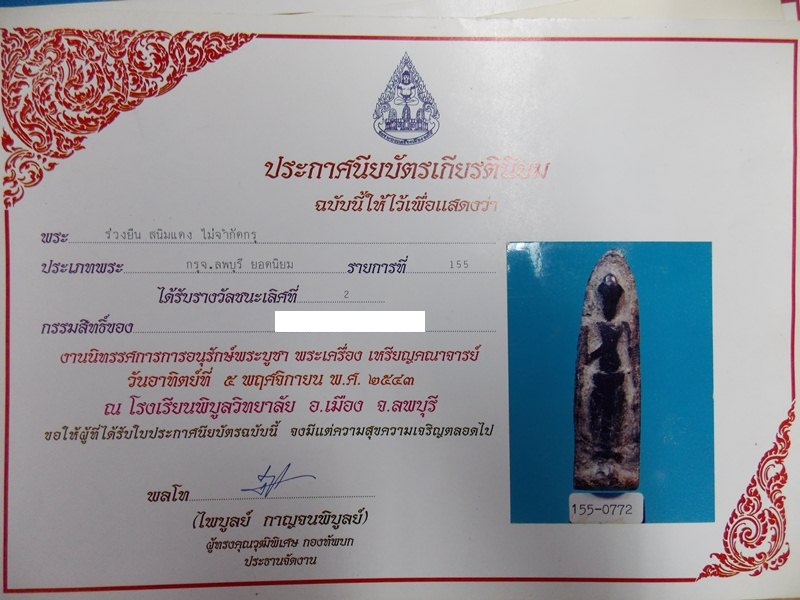 ประกาศนียบัตรเกียรตินิยม
ฉบับนี้ให้ไว้เพื่อแสดงว่า
พระ ร่วงยืน สนิมแดง ไม่จำกัดกรุ
ประเภทพระ กรุจ.ลพบุรี ยอดนิยม รายการที่ 155
ได้รับรางวัลชนะเลิศที่ 2
กรรมสิทธิ์ของ
งานนิทรรศการการอนุรักษ์พระบูชา พระเครื่อง เหรียญคณาจารย์
วันอาทิตย์ที่ ๕ พฤศจิกายน พ.ศ. ๒๕๔๓
ณ โรงเรียนพิบูลวิทยาลัย อ.เมือง จ.ลพบุรี
ขอให้ผู้ที่ได้รับใบประกาศนียบัตรฉบับนี้ จงมีแต่ความสุขความเจริญตลอดไป
พลโท
(ไพบูลย์ กาญจนพิบูลย์)
ผู้ทรงคุณวุฒิพิเศษ กองทัพบก
ประธานจัดงาน
155-0772